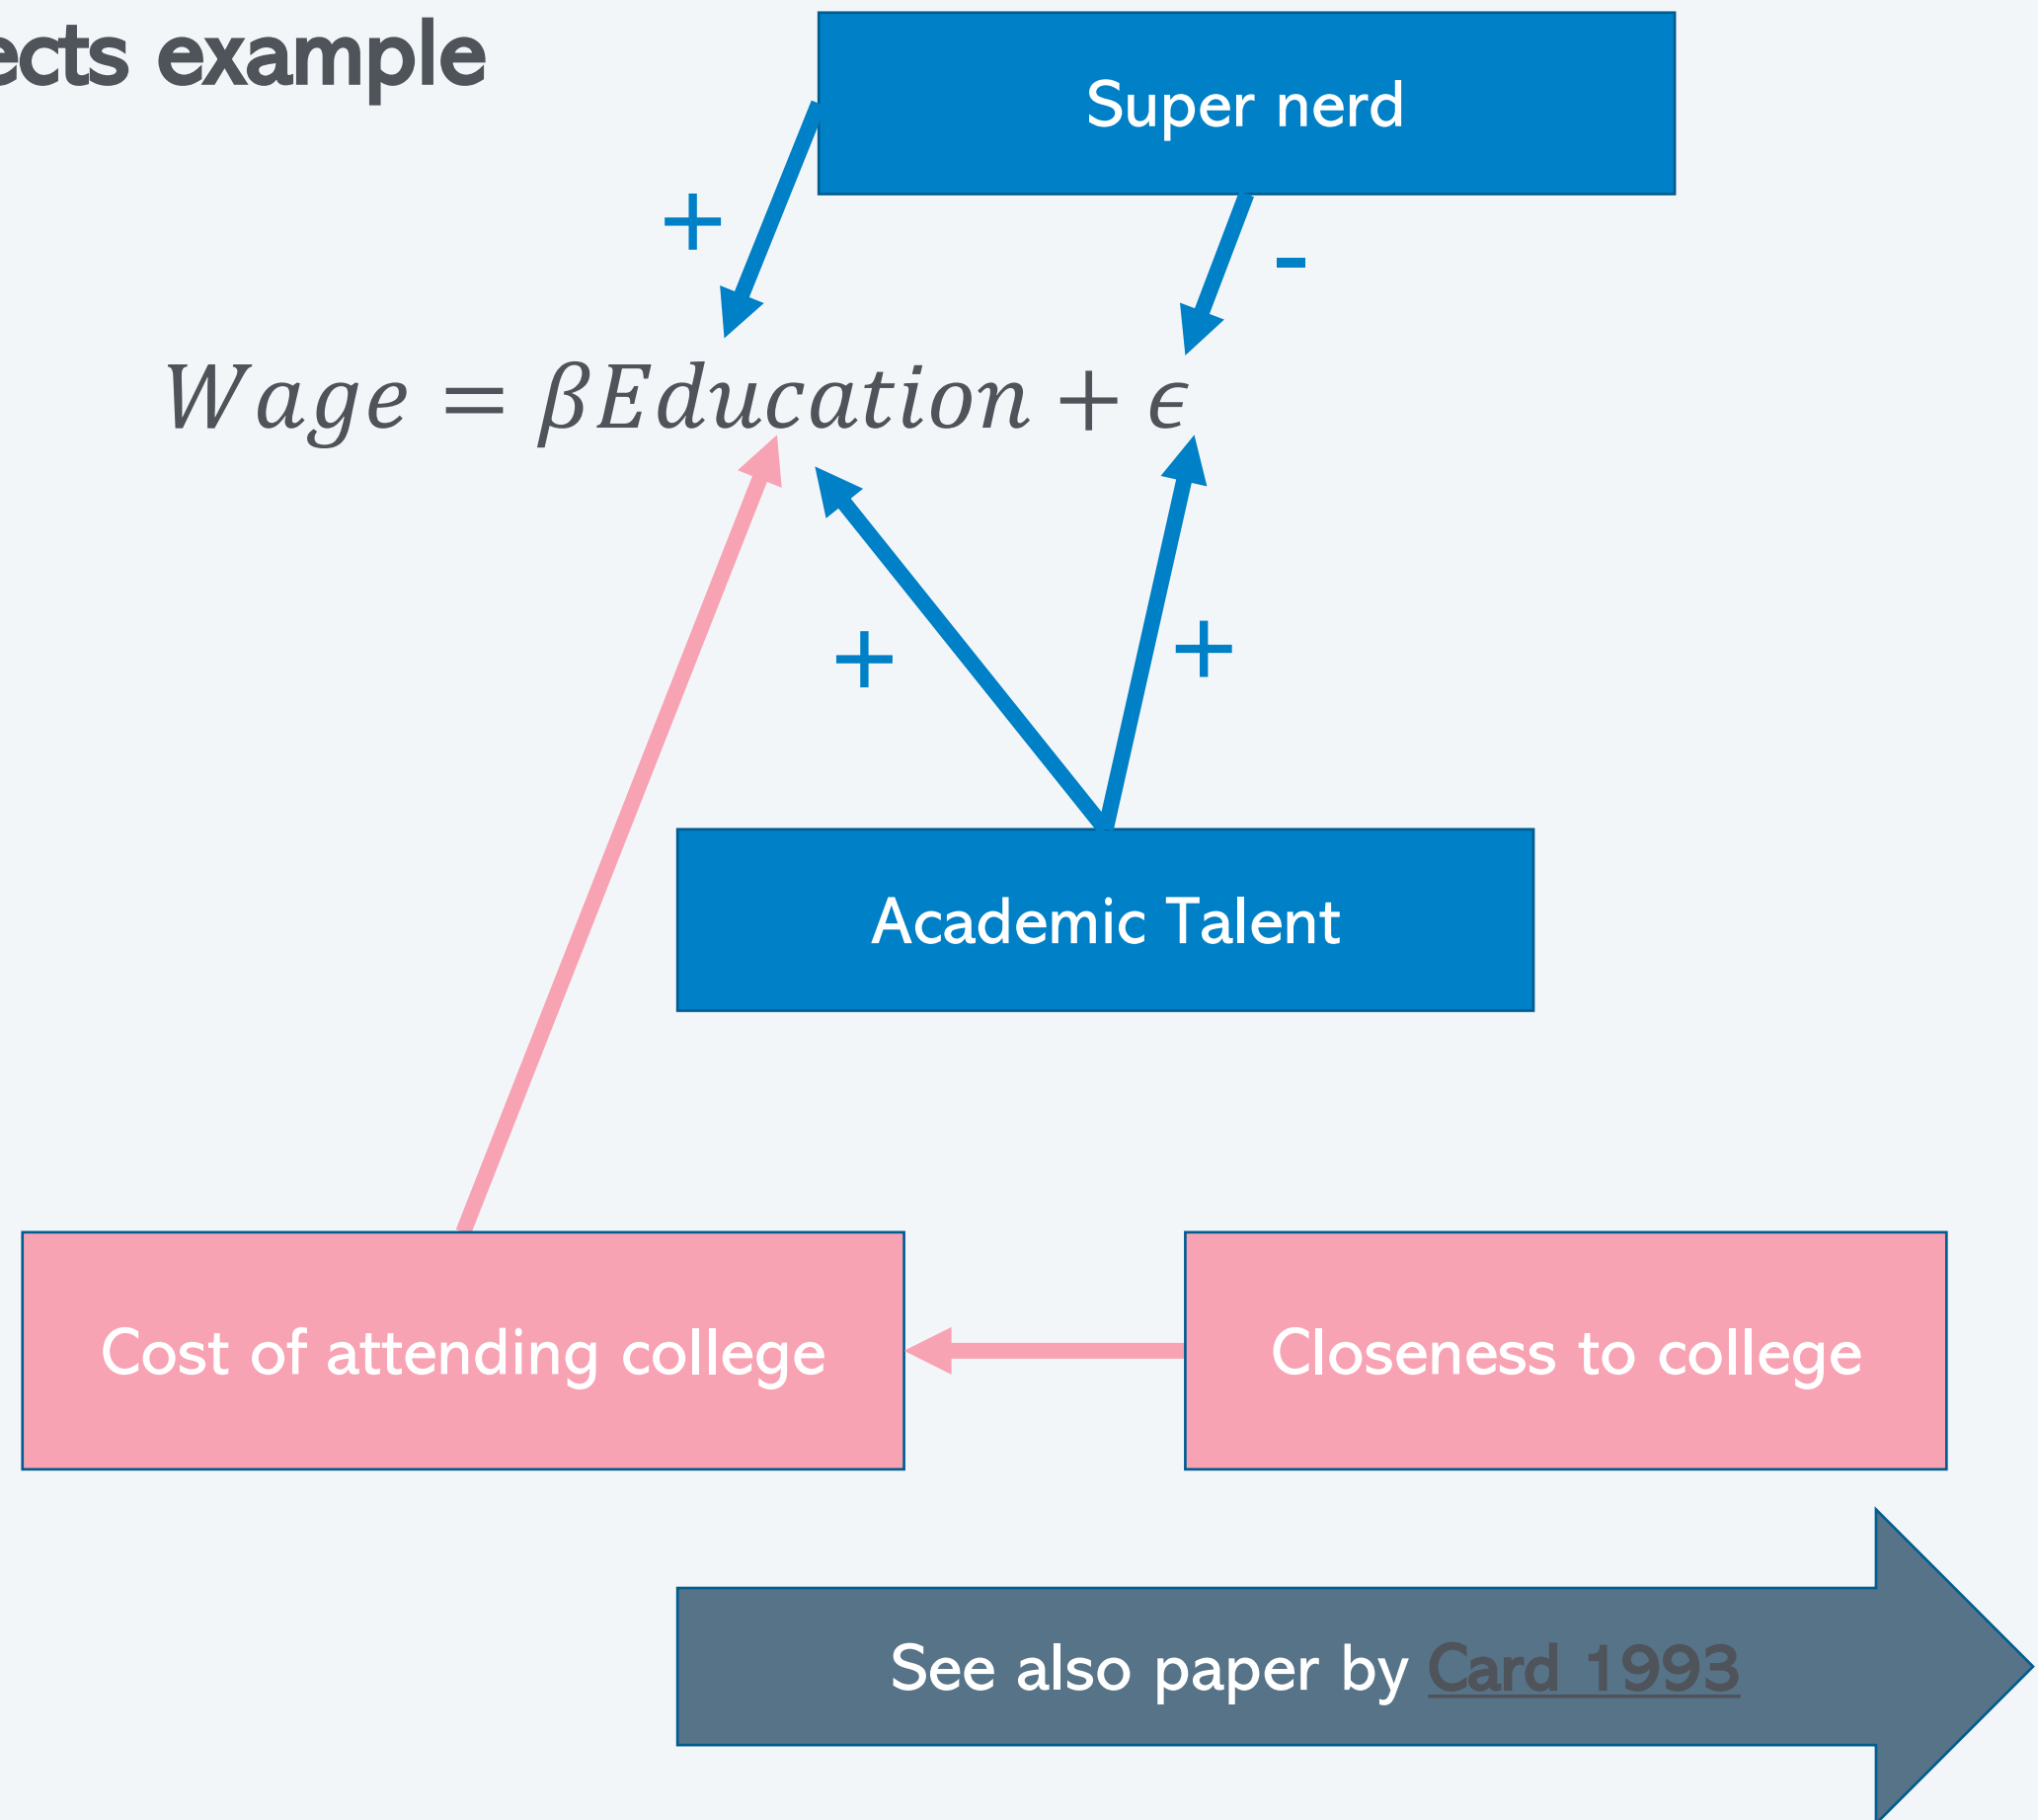 ects example
Super nerd
+
-
Wage = βEducation + ϵ
+
+
Academic Talent
Cost of attending college
Closeness to college
See also paper by Card 1993